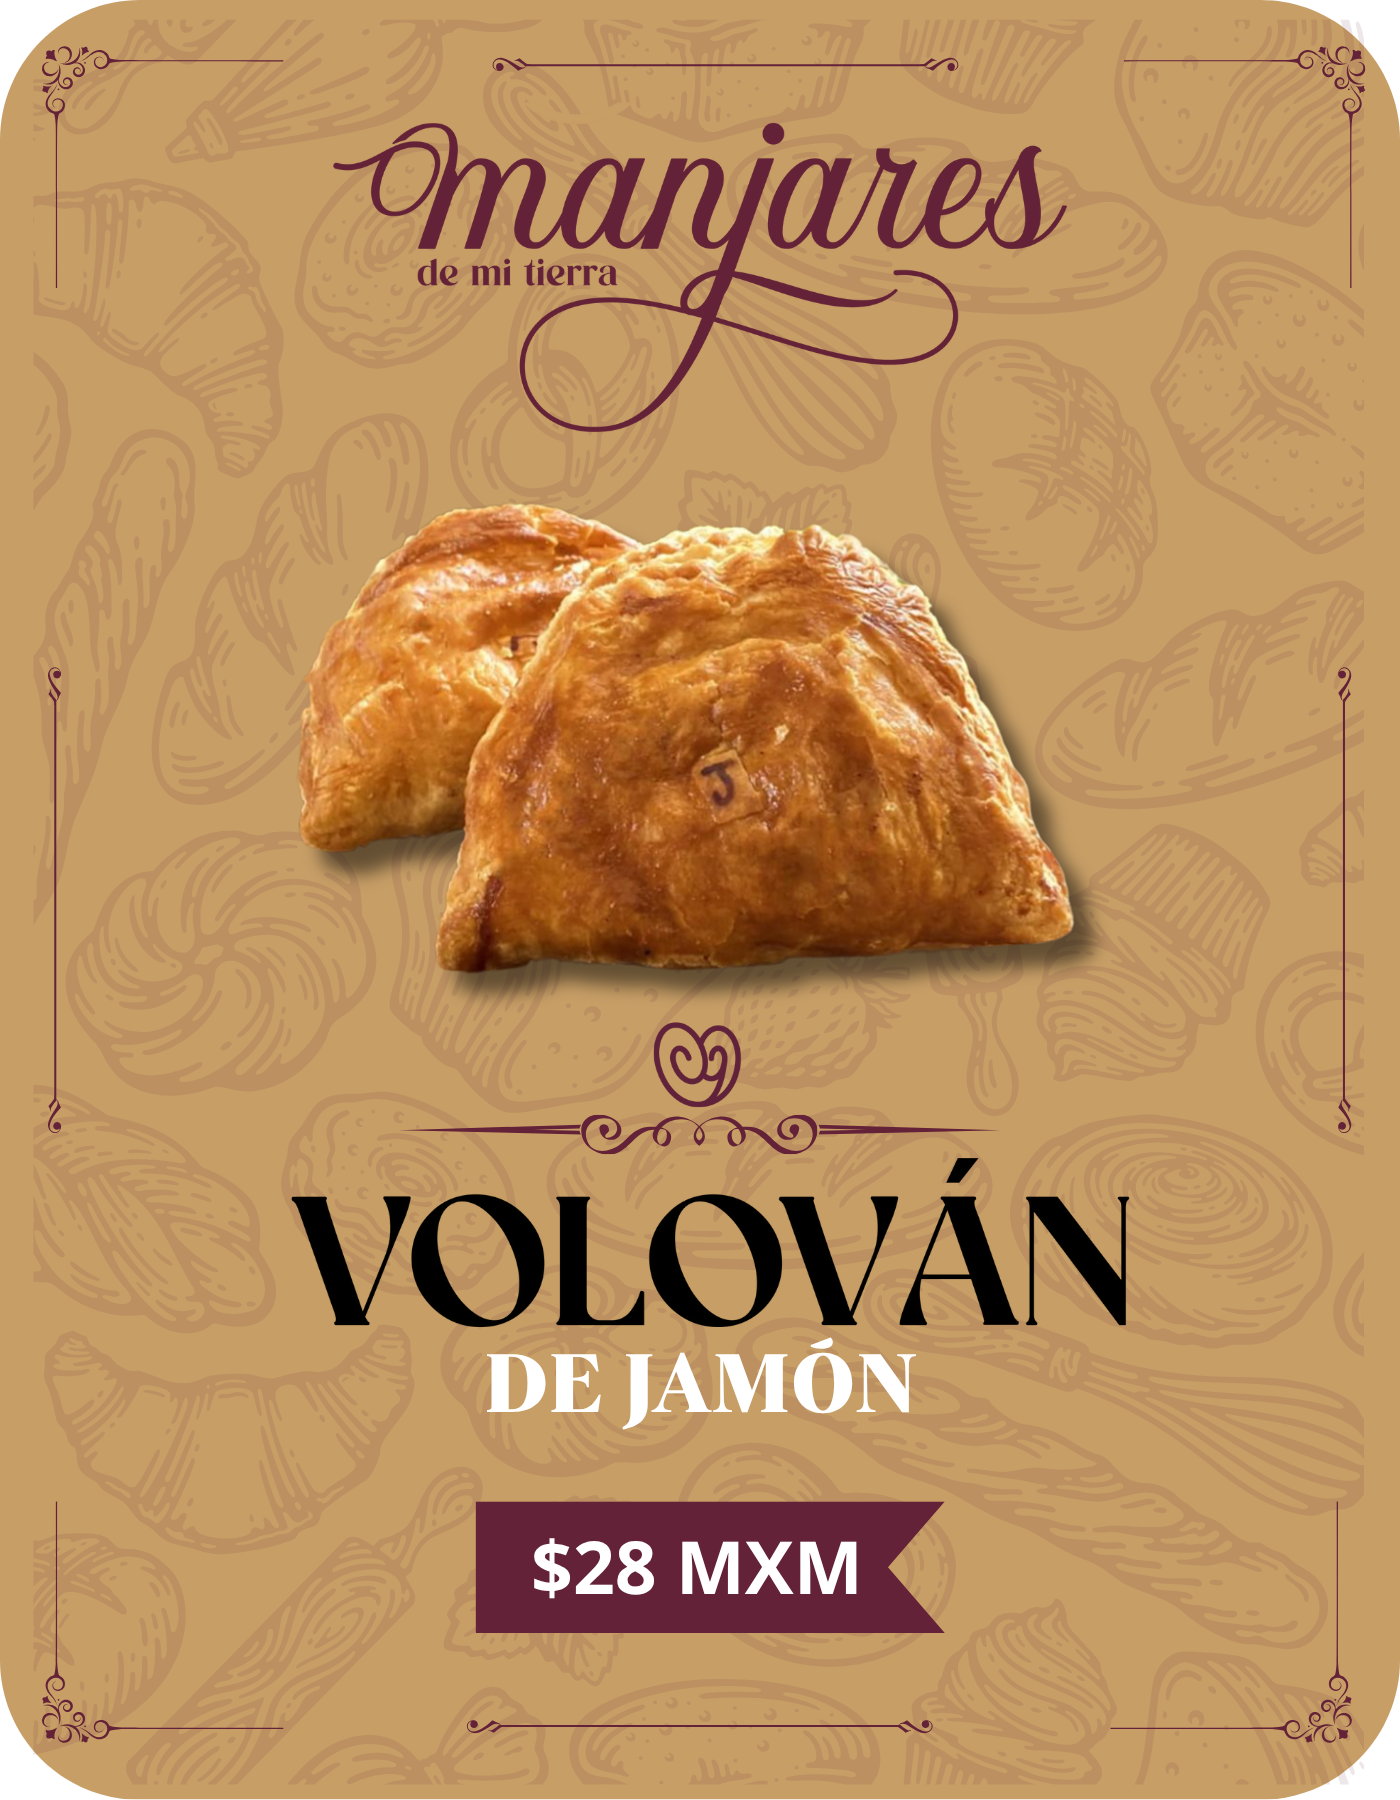 manjares
de mi tierra
J
VOLOVÁN
DE JAMÓN
$28 MXM